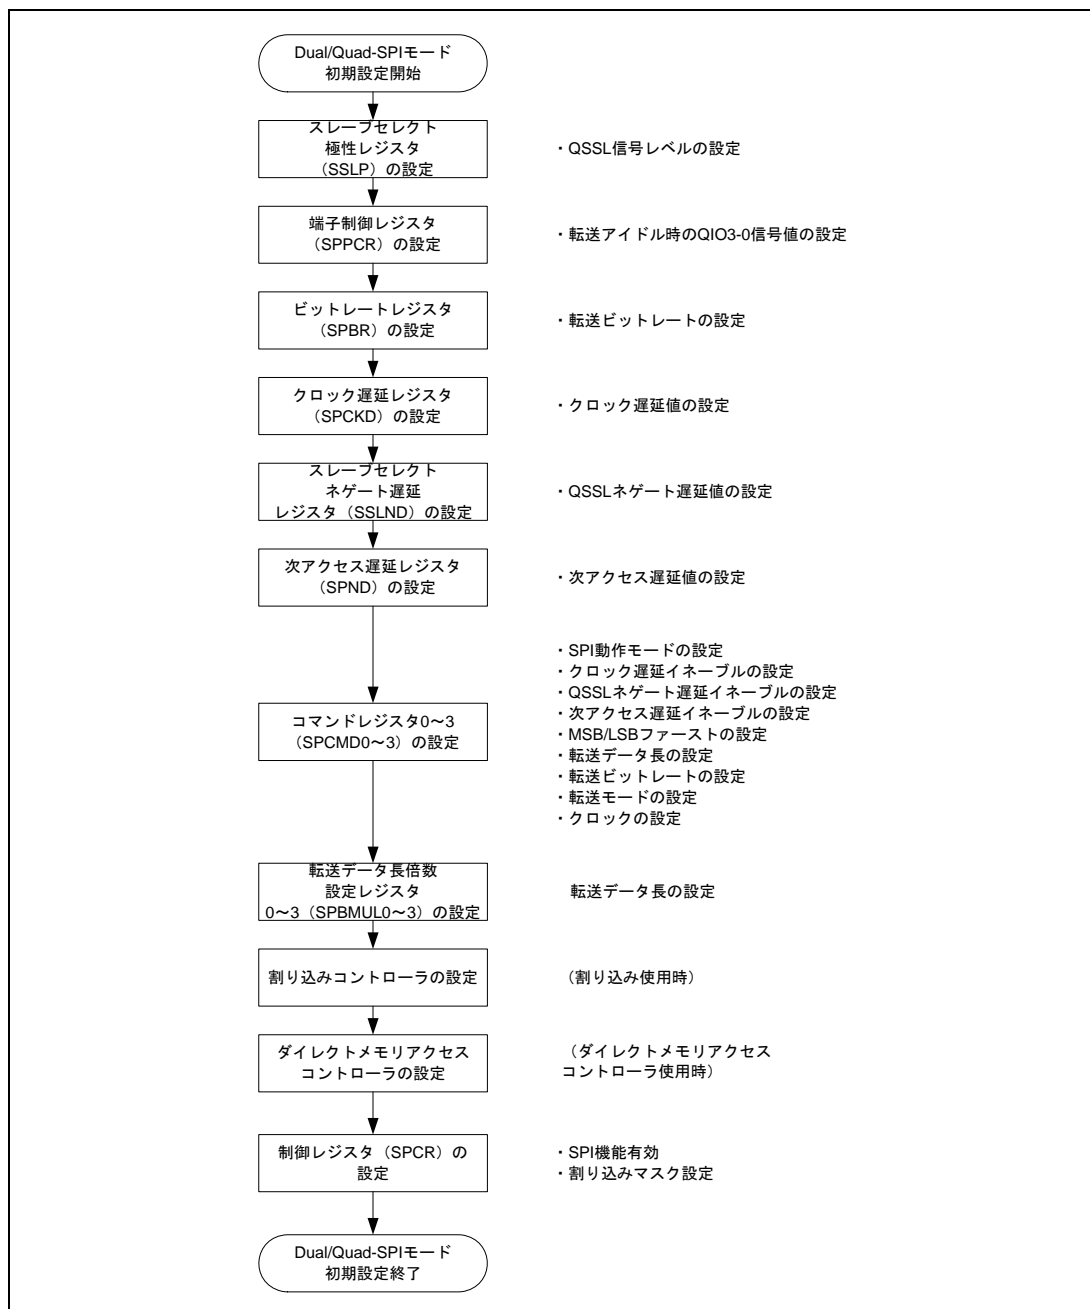 Dual/Quad-SPIモード
初期設定開始
スレーブセレクト
極性レジスタ
（SSLP）の設定
・QSSL信号レベルの設定
端子制御レジスタ
（SPPCR）の設定
・転送アイドル時のQIO3-0信号値の設定
ビットレートレジスタ
（SPBR）の設定
・転送ビットレートの設定
クロック遅延レジスタ
（SPCKD）の設定
・クロック遅延値の設定
スレーブセレクト
ネゲート遅延
レジスタ（SSLND）の設定
・QSSLネゲート遅延値の設定
次アクセス遅延レジスタ
（SPND）の設定
・次アクセス遅延値の設定
コマンドレジスタ0～3
（SPCMD0～3）の設定
・SPI動作モードの設定
・クロック遅延イネーブルの設定
・QSSLネゲート遅延イネーブルの設定
・次アクセス遅延イネーブルの設定
・MSB/LSBファーストの設定
・転送データ長の設定
・転送ビットレートの設定
・転送モードの設定
・クロックの設定
転送データ長倍数
設定レジスタ
0～3（SPBMUL0～3）の設定
転送データ長の設定
割り込みコントローラの設定
（割り込み使用時）
ダイレクトメモリアクセス
コントローラの設定
（ダイレクトメモリアクセス
コントローラ使用時）
制御レジスタ（SPCR）の
設定
・SPI機能有効
・割り込みマスク設定
Dual/Quad-SPIモード
初期設定終了